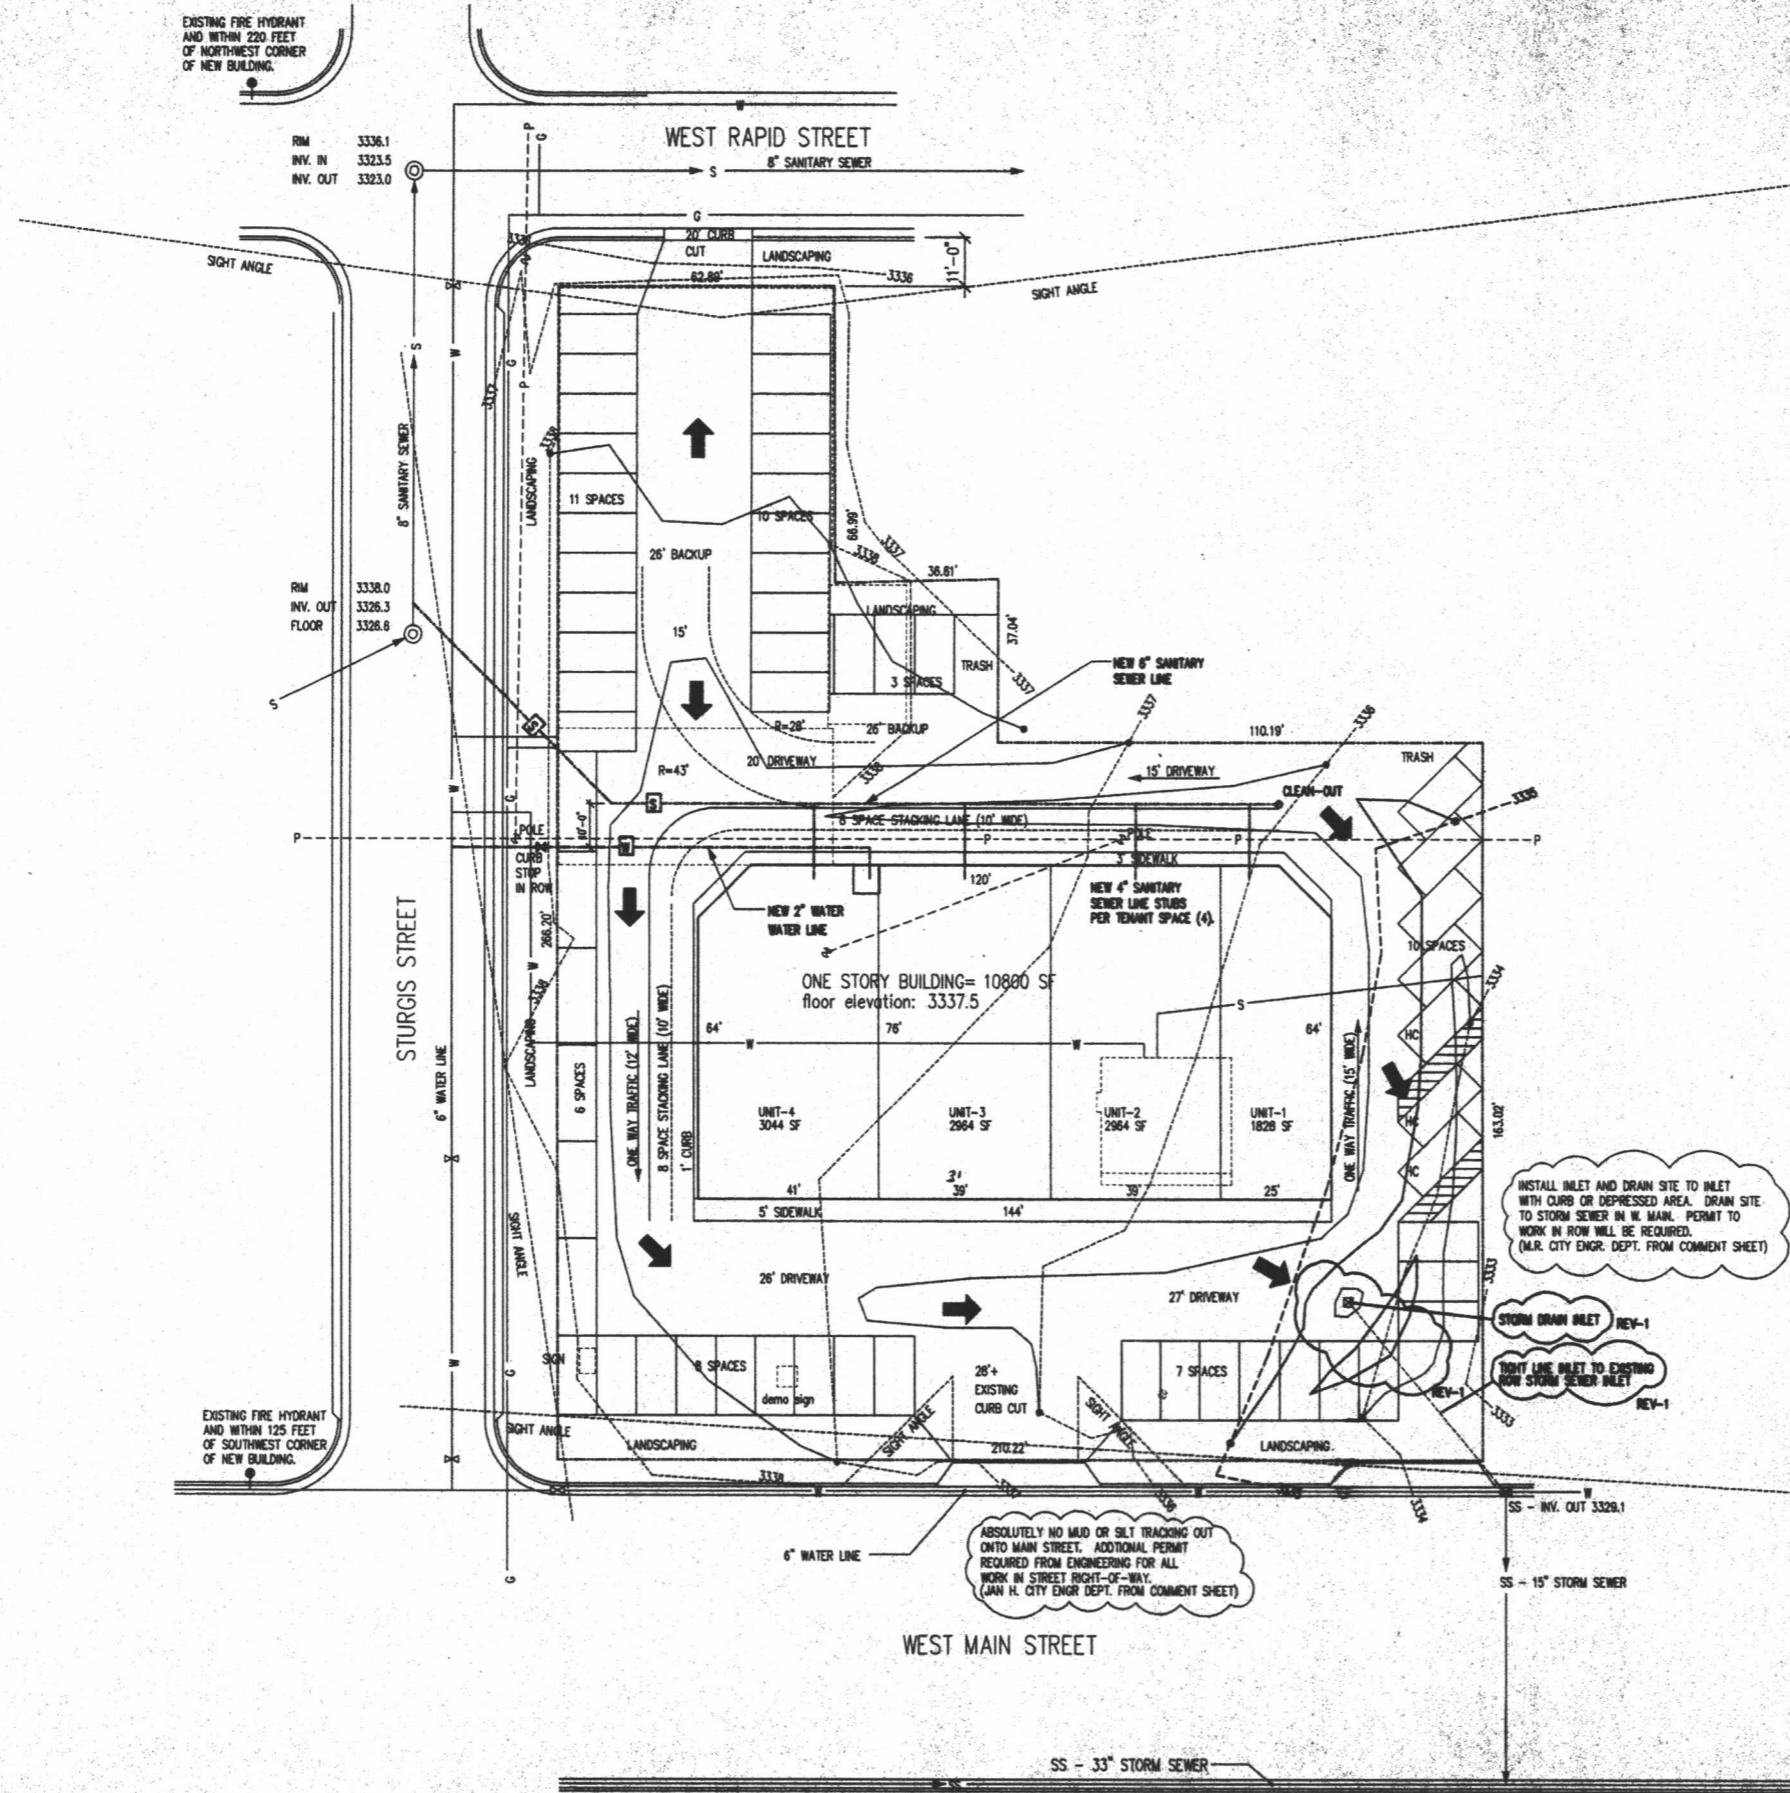 EXISTING FIRE HYDRANT
AND WITHIN 220 FEET
OF NORTHWEST CORNER
OF NEW BUILDING.
W
P
G
WEST RAPID STREET
RIM 3336.1
INV. IN 3323.5
INV. OUT 3323.0
S
8" SANITARY SEWER
G
20' CURB
CUT
LANDSCAPING
11'-0"
SIGHT ANGLE
62.89'
3336
SIGHT ANGLE
S
W
G
P
3337
8" SANITARY SEWER
LANDSCAPING
3338
11 SPACES
10 SPACES
66.99'
26' BACKUP
3338
3337
36.61'
RIM 3338.0
INV. OUT 3326.3
FLOOR 3326.6
LANDSCAPING
15'
37.04'
TRASH
NEW 6" SANITARY
SEWER LINE
3 SPACES
3337
S
S
3337
3336
R=28'
26' BACKUP
110.19'
TRASH
R=43'
20' DRIVEWAY
3338
15' DRIVEWAY
W
G
S
CLEAN-OUT
3335
10'-0"
8 SPACE STACKING LANE (10' WIDE)
P
POLE
P
POLE
P
P
W
3' SIDEWALK
CURB
STOP
IN ROW
120'
NEW 4" SANITARY
SEWER LINE STUBS
PER TENANT SPACE (4).
NEW 2" WATER
WATER LINE
266.20'
W
3338
10 SPACES
3334
STURGIS STREET
ONE STORY BUILDING= 10800 SF
floor elevation: 3337.5
S
64'
76'
64'
HC
W
W
LANDSCAPING
6" WATER LINE
6 SPACES
ONE WAY TRAFFIC (12' WIDE)
8 SPACE STACKING LANE (10' WIDE)
1' CURB
ONE WAY TRAFFIC (15' WIDE)
UNIT-4
3044 SF
UNIT-3
2964 SF
UNIT-2
2964 SF
UNIT-1
1828 SF
HC
163.02'
HC
3'
41'
39'
39'
25'
5' SIDEWALK
144'
INSTALL INLET AND DRAIN SITE TO INLET
WITH CURB OR DEPRESSED AREA. DRAIN SITE
TO STORM SEWER IN W. MAIN. PERMIT TO
WORK IN ROW WILL BE REQUIRED.
(M.R. CITY ENGR. DEPT. FROM COMMENT SHEET)
SIGHT ANGLE
26' DRIVEWAY
3333
27' DRIVEWAY
STORM DRAIN INLET
REV-1
W
G
SIGN
8 SPACES
demo sign
28'+
EXISTING
CURB CUT
7 SPACES
TIGHT LINE INLET TO EXISTING
ROW STORM SEWER INLET
REV-1
REV-1
3333
EXISTING FIRE HYDRANT
AND WITHIN 125 FEET
OF SOUTHWEST CORNER
OF NEW BUILDING.
SIGHT ANGLE
LANDSCAPING
SIGHT ANGLE
210.22'
SIGHT ANGLE
LANDSCAPING.
3338
3337
3336
3334
W
W
W
SS - INV. OUT 3329.1
ABSOLUTELY NO MUD OR SILT TRACKING OUT
ONTO MAIN STREET. ADDTIONAL PERMIT
REQUIRED FROM ENGINEERING FOR ALL
WORK IN STREET RIGHT-OF-WAY.
(JAN H. CITY ENGR DEPT. FROM COMMENT SHEET)
6" WATER LINE
G
SS - 15" STORM SEWER
WEST MAIN STREET
SS - 33" STORM SEWER
SS